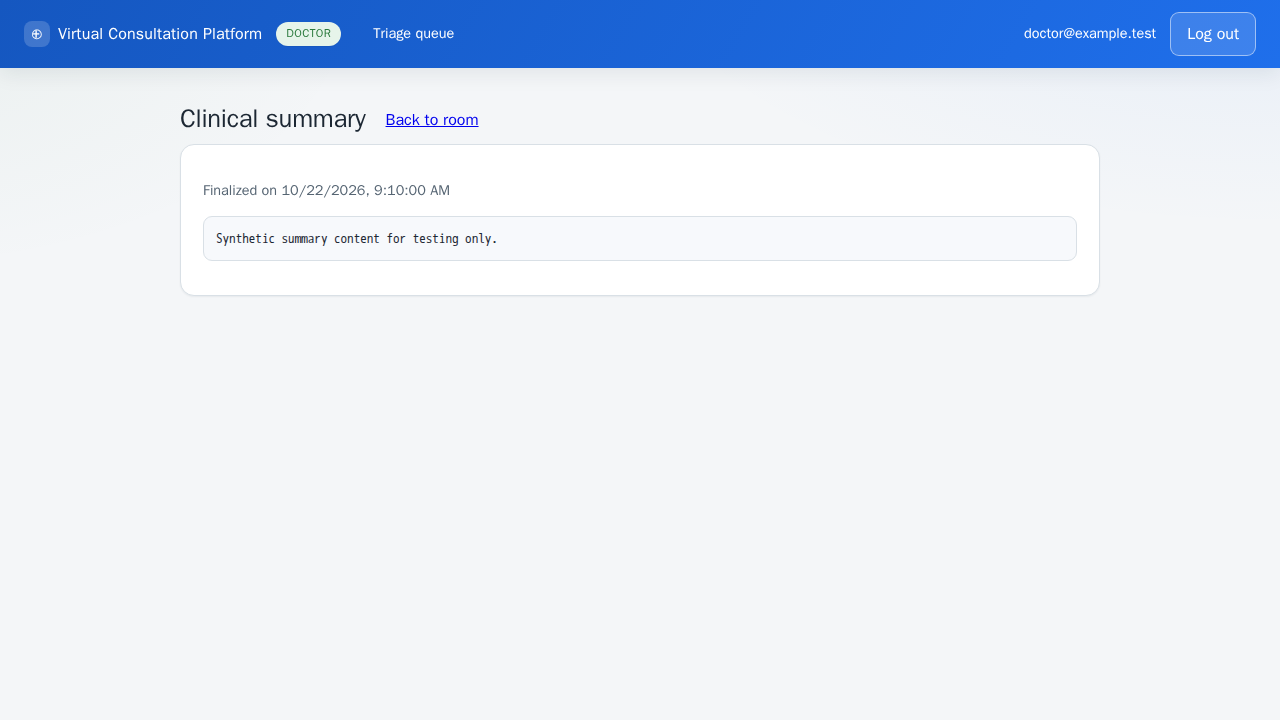 Virtual Consultation Platform DOCTOR Triage queue doctor@example.test Log out
Clinical summary Back to room
Finalized on 10/22/2026, 9:10:00 AM
Synthetic summary content for testing only.